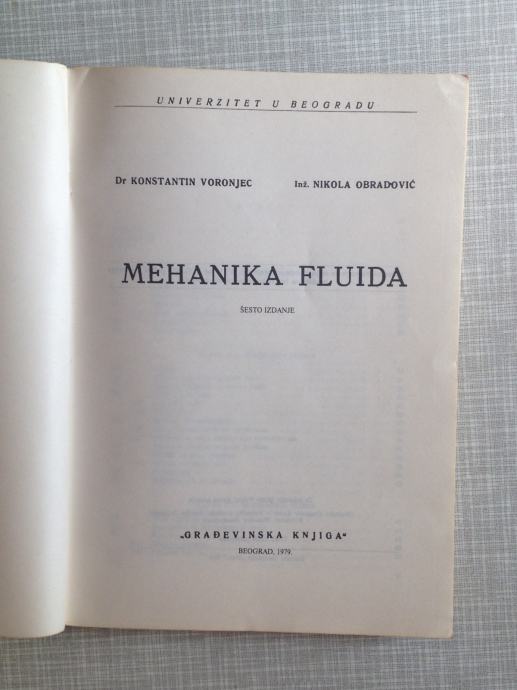 UNIVERZITET U BEOGRADU
Dr KONSTANTIN VORONJEC Inž. NIKOLA OBRADOVIĆ
MEHANIKA FLUIDA
ŠESTO IZDANJE
„GRAĐEVINSKA KNJIGA“
BEOGRAD, 1979.